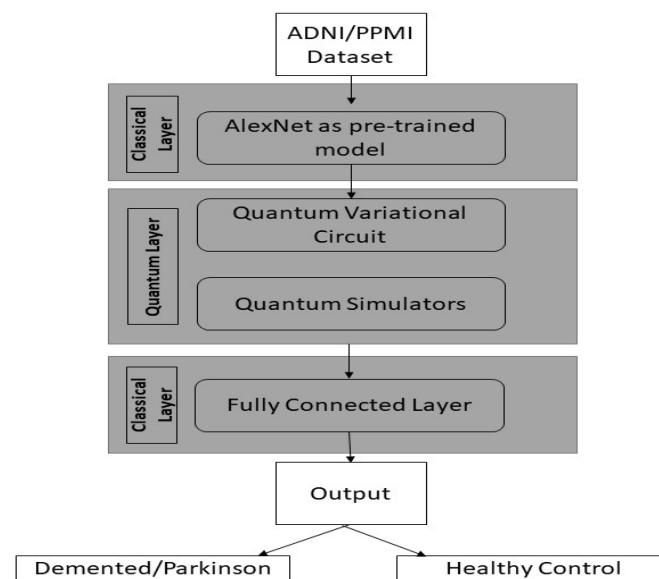 ADNI/PPMI
Dataset
Classical
Layer
AlexNet as pre-trained
model
Quantum Layer
Quantum Variational
Circuit
Quantum Simulators
Classical
Layer
Fully Connected Layer
Output
Demented/Parkinson
Healthy Control